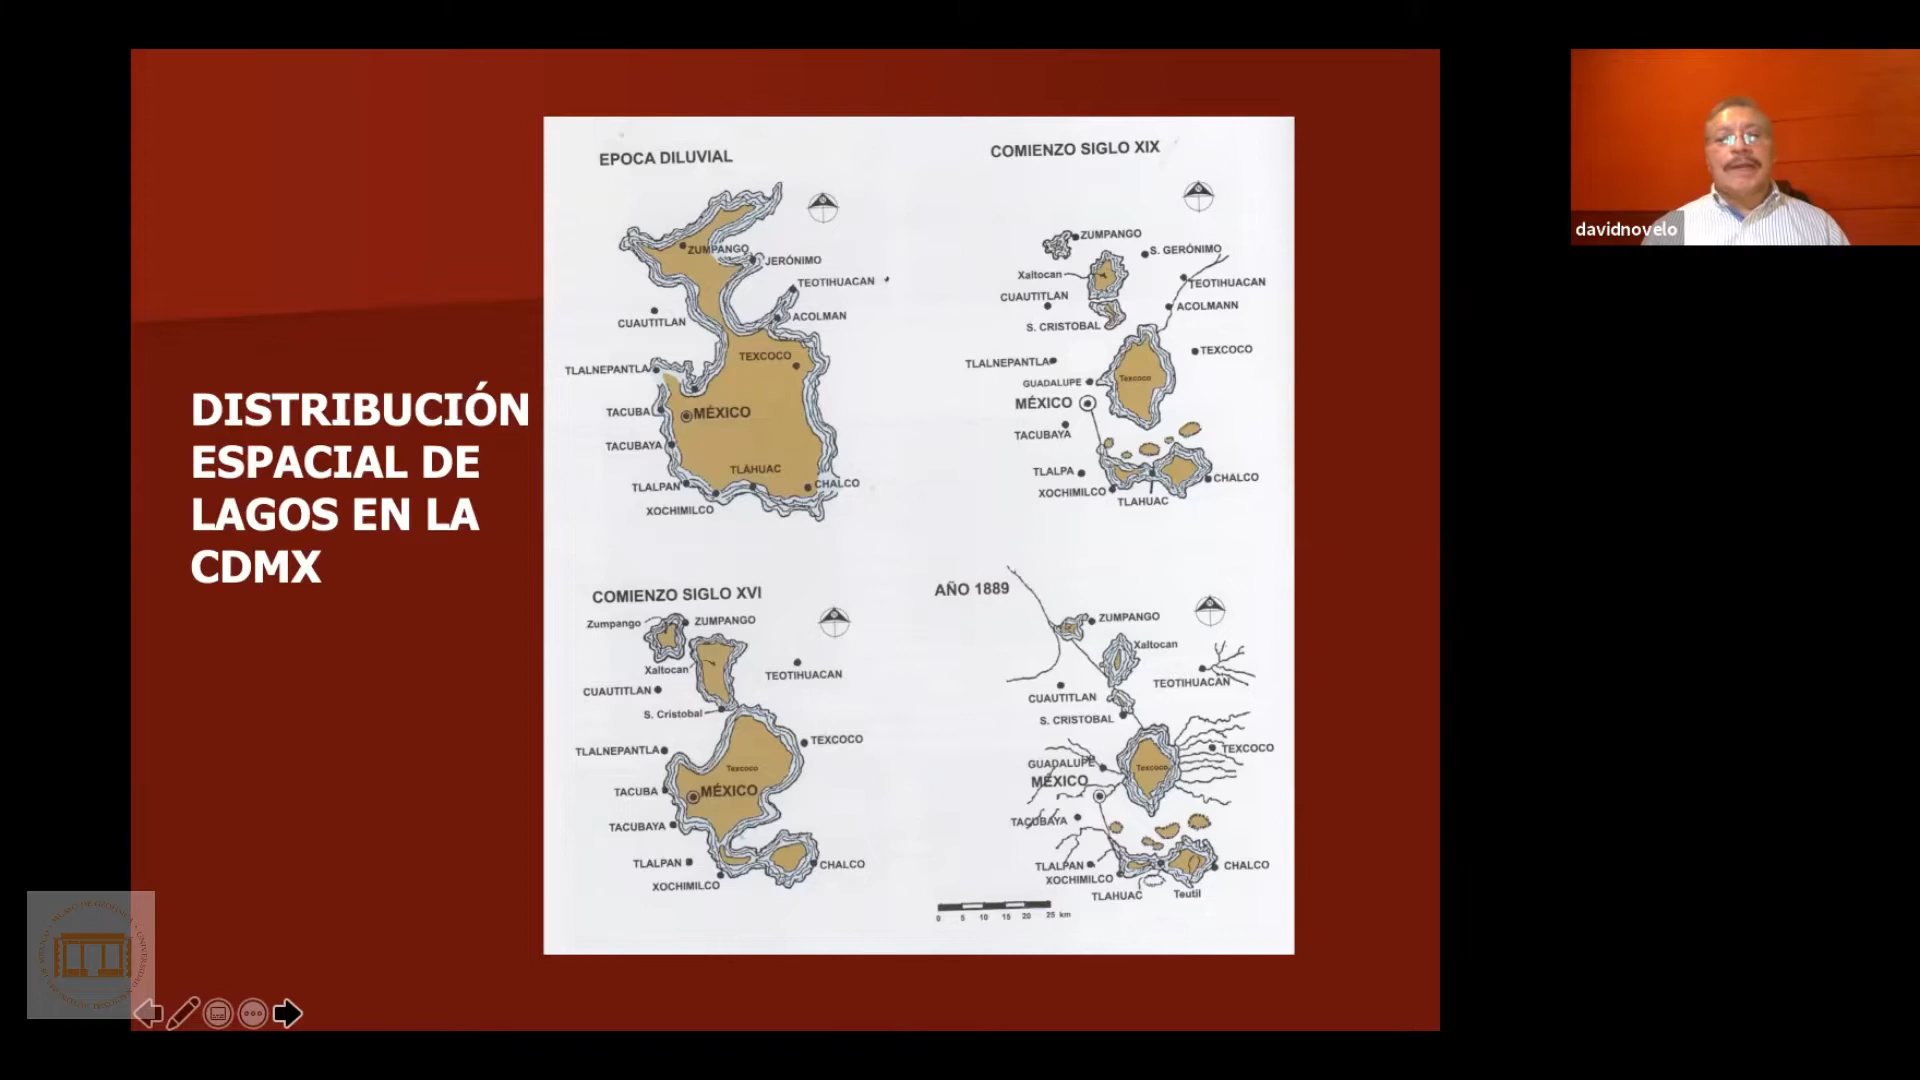 DISTRIBUCIÓN
ESPACIAL DE
LAGOS EN LA
CDMX
EPOCA DILUVIAL
ZUMPANGO
JERÓNIMO
TEOTIHUACAN
CUAUTITLAN
ACOLMAN
TEXCOCO
TLALNEPANTLA
TACUBA
MÉXICO
TACUBAYA
TLÁHUAC
TLALPAN
CHALCO
XOCHIMILCO
COMIENZO SIGLO XIX
ZUMPANGO
S. GERÓNIMO
Xaltocan
TEOTIHUACAN
CUAUTITLAN
ACOLMANN
S. CRISTOBAL
TEXCOCO
TLALNEPANTLA
Texcoco
GUADALUPE
MÉXICO
TACUBAYA
TLALPA
CHALCO
XOCHIMILCO
TLAHUAC
COMIENZO SIGLO XVI
Zumpango
ZUMPANGO
Xaltocan
TEOTIHUACAN
CUAUTITLAN
S. Cristobal
TEXCOCO
TLALNEPANTLA
Texcoco
TACUBA
MÉXICO
TACUBAYA
TLALPAN
CHALCO
XOCHIMILCO
AÑO 1889
ZUMPANGO
Xaltocan
TEOTIHUACAN
CUAUTITLAN
S. CRISTOBAL
TEXCOCO
GUADALUPE
Texcoco
MÉXICO
TACUBAYA
TLALPAN
CHALCO
XOCHIMILCO
TLAHUAC
Teutil
0 5 10 15 20 25 km
davidnovelo